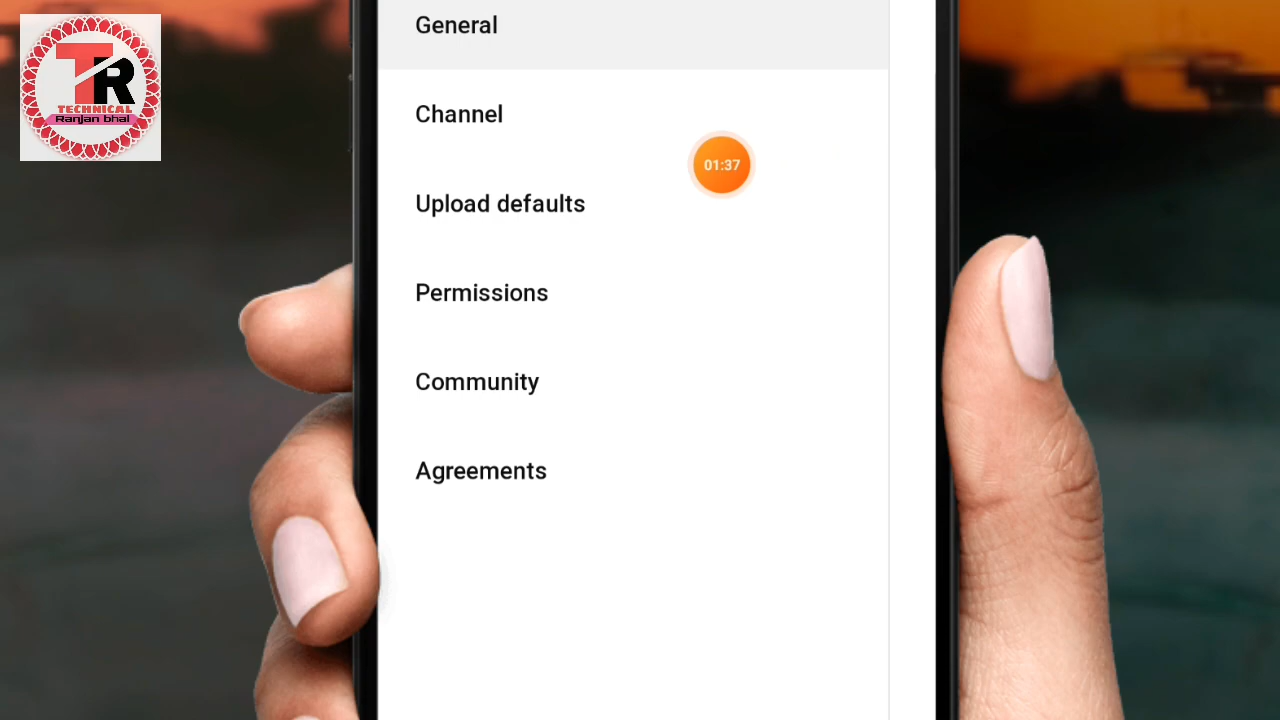 TR
TECHNICAL
Ranjan bhai
General
Channel
01:37
Upload defaults
Permissions
Community
Agreements